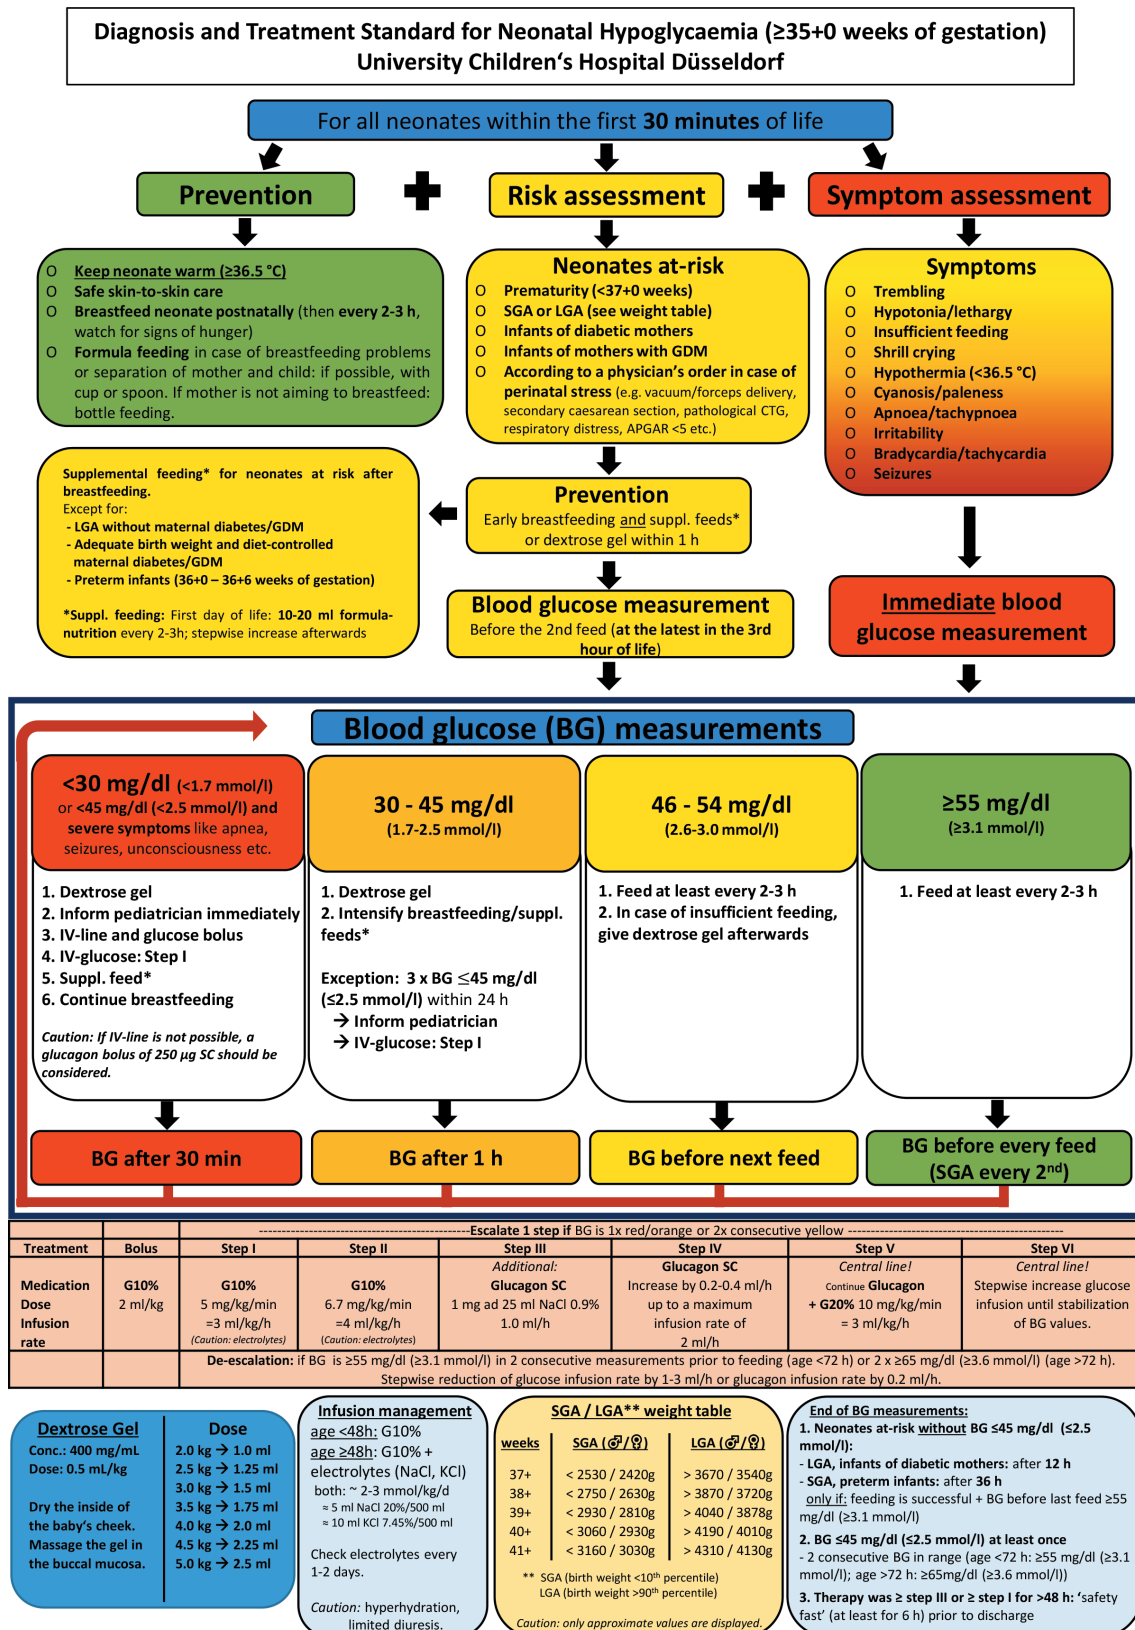 Diagnosis and Treatment Standard for Neonatal Hypoglycaemia (≥35+0 weeks of gestation)
University Children‘s Hospital Düsseldorf
For all neonates within the first 30 minutes of life
Prevention
Risk assessment
Symptom assessment
O Keep neonate warm (≥36.5 °C)
O Safe skin-to-skin care
O Breastfeed neonate postnatally (then every 2-3 h,
watch for signs of hunger)
O Formula feeding in case of breastfeeding problems
or separation of mother and child: if possible, with
cup or spoon. If mother is not aiming to breastfeed:
bottle feeding.
Neonates at-risk
O Prematurity (<37+0 weeks)
O SGA or LGA (see weight table)
O Infants of diabetic mothers
O Infants of mothers with GDM
O According to a physician’s order in case of
perinatal stress (e.g. vacuum/forceps delivery,
secondary caesarean section, pathological CTG,
respiratory distress, APGAR <5 etc.)
Symptoms
O Trembling
O Hypotonia/lethargy
O Insufficient feeding
O Shrill crying
O Hypothermia (<36.5 °C)
O Cyanosis/paleness
O Apnoea/tachypnoea
O Irritability
O Bradycardia/tachycardia
O Seizures
Supplemental feeding* for neonates at risk after
breastfeeding.
Except for:
- LGA without maternal diabetes/GDM
- Adequate birth weight and diet-controlled
maternal diabetes/GDM
- Preterm infants (36+0 – 36+6 weeks of gestation)
*Suppl. feeding: First day of life: 10-20 ml formula-
nutrition every 2-3h; stepwise increase afterwards
Prevention
Early breastfeeding and suppl. feeds*
or dextrose gel within 1 h
Blood glucose measurement
Before the 2nd feed (at the latest in the 3rd
hour of life)
Immediate blood
glucose measurement
Blood glucose (BG) measurements
<30 mg/dl (<1.7 mmol/l)
or <45 mg/dl (<2.5 mmol/l) and
severe symptoms like apnea,
seizures, unconsciousness etc.
1. Dextrose gel
2. Inform pediatrician immediately
3. IV-line and glucose bolus
4. IV-glucose: Step I
5. Suppl. feed*
6. Continue breastfeeding
Caution: If IV-line is not possible, a
glucagon bolus of 250 µg SC should be
considered.
BG after 30 min
30 - 45 mg/dl
(1.7-2.5 mmol/l)
1. Dextrose gel
2. Intensify breastfeeding/suppl.
feeds*
Exception: 3 x BG ≤45 mg/dl
(≤2.5 mmol/l) within 24 h
→ Inform pediatrician
→ IV-glucose: Step I
BG after 1 h
46 - 54 mg/dl
(2.6-3.0 mmol/l)
1. Feed at least every 2-3 h
2. In case of insufficient feeding,
give dextrose gel afterwards
BG before next feed
≥55 mg/dl
(≥3.1 mmol/l)
1. Feed at least every 2-3 h
BG before every feed
(SGA every 2nd)
Escalate 1 step if BG is 1x red/orange or 2x consecutive yellow
Treatment Bolus Step I Step II Step III Step IV Step V Step VI
Additional: Glucagon SC Central line! Central line!
Medication G10% G10% G10% Glucagon SC Increase by 0.2-0.4 ml/h Continue Glucagon Stepwise increase glucose
Dose 2 ml/kg 5 mg/kg/min 6.7 mg/kg/min 1 mg ad 25 ml NaCl 0.9% up to a maximum + G20% 10 mg/kg/min infusion until stabilization
Infusion =3 ml/kg/h =4 ml/kg/h 1.0 ml/h infusion rate of = 3 ml/kg/h of BG values.
rate (Caution: electrolytes) (Caution: electrolytes) 2 ml/h
De-escalation: if BG is ≥55 mg/dl (≥3.1 mmol/l) in 2 consecutive measurements prior to feeding (age <72 h) or 2 x ≥65 mg/dl (≥3.6 mmol/l) (age >72 h).
Stepwise reduction of glucose infusion rate by 1-3 ml/h or glucagon infusion rate by 0.2 ml/h.
Dextrose Gel
Conc.: 400 mg/mL
Dose: 0.5 mL/kg
Dry the inside of
the baby‘s cheek.
Massage the gel in
the buccal mucosa.
Dose
2.0 kg → 1.0 ml
2.5 kg → 1.25 ml
3.0 kg → 1.5 ml
3.5 kg → 1.75 ml
4.0 kg → 2.0 ml
4.5 kg → 2.25 ml
5.0 kg → 2.5 ml
Infusion management
age <48h: G10%
age ≥48h: G10% +
electrolytes (NaCl, KCl)
both: ~ 2-3 mmol/kg/d
≈ 5 ml NaCl 20%/500 ml
≈ 10 ml KCl 7.45%/500 ml
Check electrolytes every
1-2 days.
Caution: hyperhydration,
limited diuresis.
SGA / LGA** weight table
weeks SGA (♂/♀) LGA (♂/♀)
37+ < 2530 / 2420g > 3670 / 3540g
38+ < 2750 / 2630g > 3870 / 3720g
39+ < 2930 / 2810g > 4040 / 3878g
40+ < 3060 / 2930g > 4190 / 4010g
41+ < 3160 / 3030g > 4310 / 4130g
** SGA (birth weight <10th percentile)
LGA (birth weight >90th percentile)
Caution: only approximate values are displayed.
End of BG measurements:
1. Neonates at-risk without BG ≤45 mg/dl (≤2.5
mmol/l):
- LGA, infants of diabetic mothers: after 12 h
- SGA, preterm infants: after 36 h
only if: feeding is successful + BG before last feed ≥55
mg/dl (≥3.1 mmol/l)
2. BG ≤45 mg/dl (≤2.5 mmol/l) at least once
- 2 consecutive BG in range (age <72 h: ≥55 mg/dl (≥3.1
mmol/l); age >72 h: ≥65mg/dl (≥3.6 mmol/l))
3. Therapy was ≥ step III or ≥ step I for >48 h: ‘safety
fast’ (at least for 6 h) prior to discharge